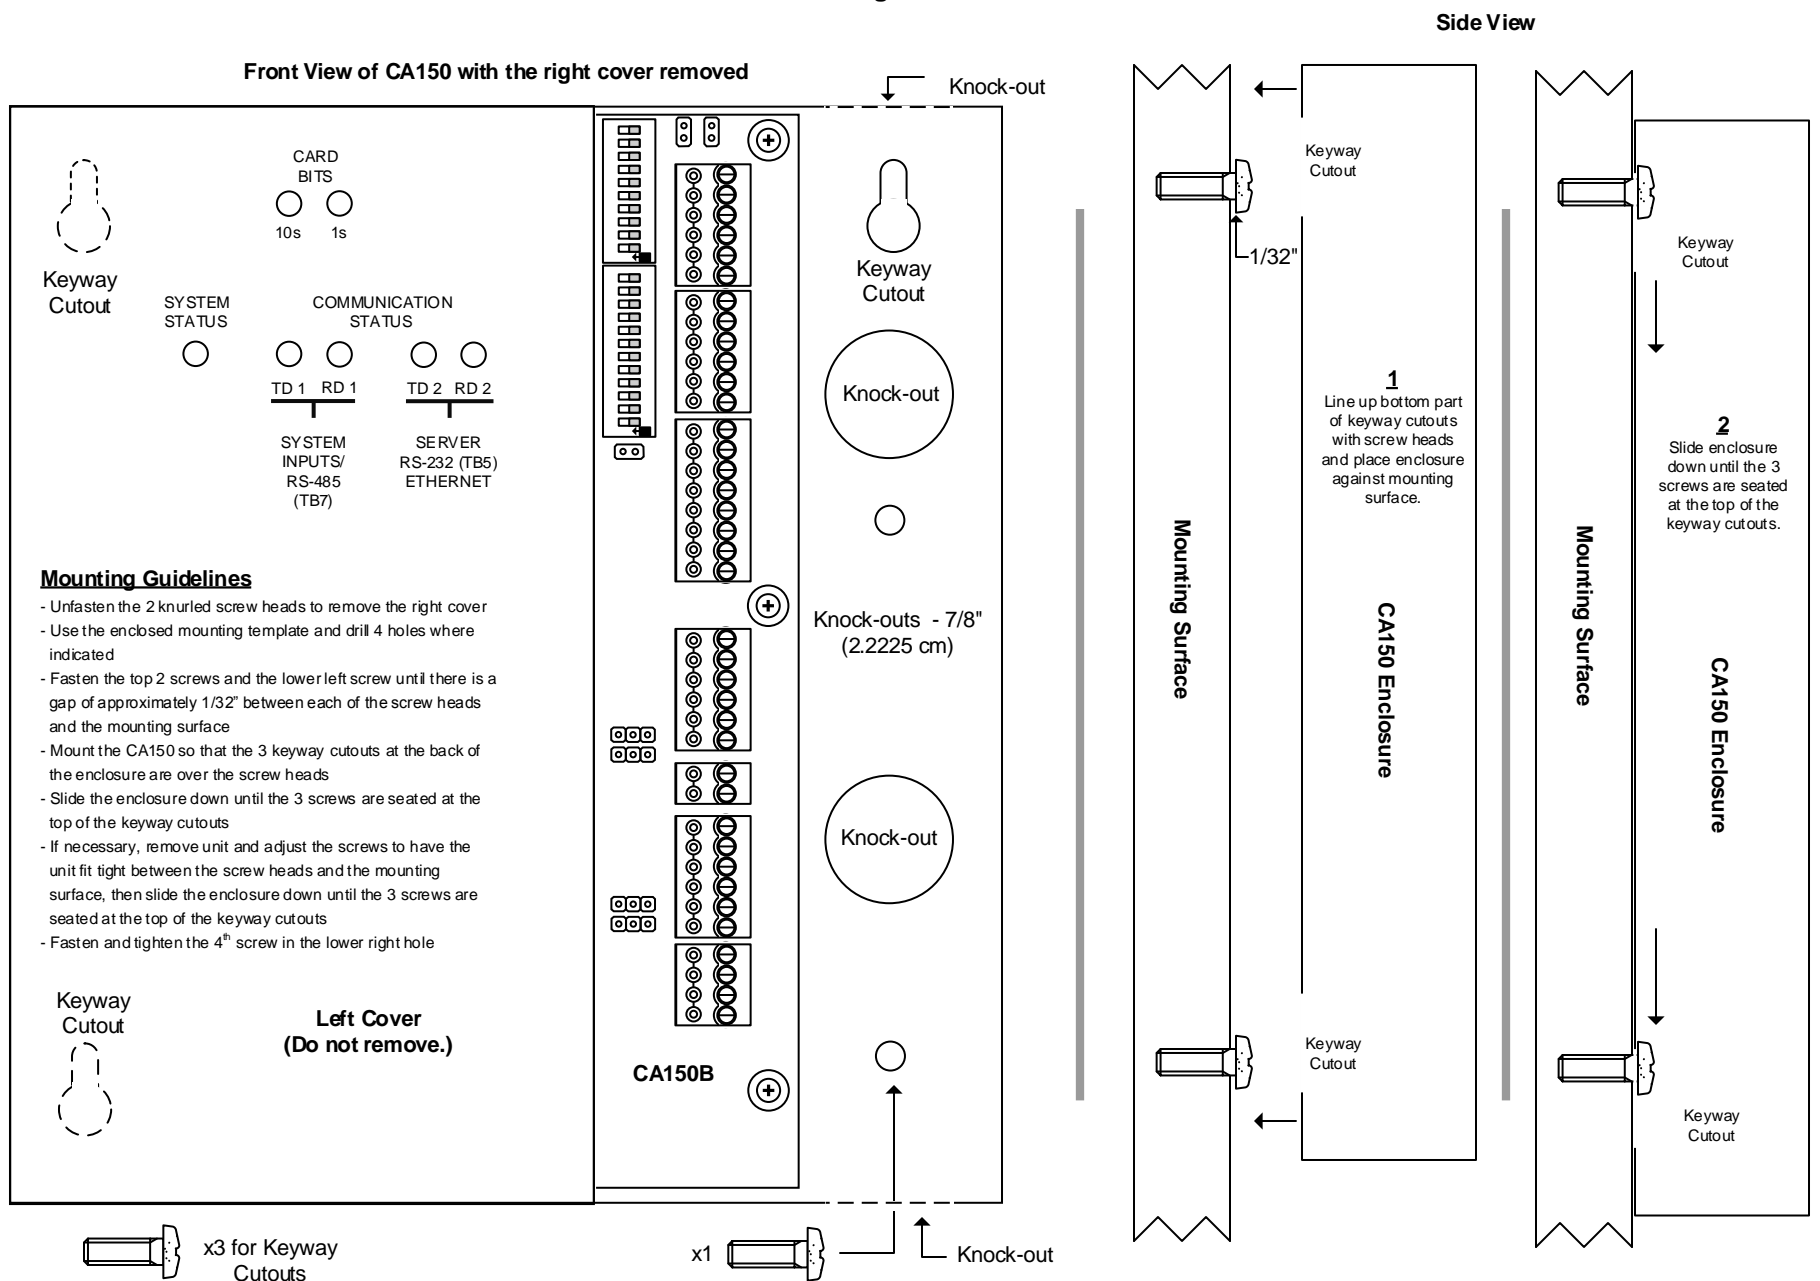 Side View
Front View of CA150 with the right cover removed
Knock-out
CARD
BITS
10s 1s
Keyway
Cutout
SYSTEM
STATUS
COMMUNICATION
STATUS
TD 1 RD 1
TD 2 RD 2
SYSTEM
INPUTS/
RS-485
(TB7)
SERVER
RS-232 (TB5)
ETHERNET
Mounting Guidelines
- Unfasten the 2 knurled screw heads to remove the right cover
- Use the enclosed mounting template and drill 4 holes where
indicated
- Fasten the top 2 screws and the lower left screw until there is a
gap of approximately 1/32” between each of the screw heads
and the mounting surface
- Mount the CA150 so that the 3 keyway cutouts at the back of
the enclosure are over the screw heads
- Slide the enclosure down until the 3 screws are seated at the
top of the keyway cutouts
- If necessary, remove unit and adjust the screws to have the
unit fit tight between the screw heads and the mounting
surface, then slide the enclosure down until the 3 screws are
seated at the top of the keyway cutouts
- Fasten and tighten the 4th screw in the lower right hole
Keyway
Cutout
Left Cover
(Do not remove.)
CA150B
Keyway
Cutout
Knock-out
Knock-outs - 7/8"
(2.2225 cm)
Knock-out
x3 for Keyway
Cutouts
x1
Knock-out
Keyway
Cutout
1/32"
1
Line up bottom part
of keyway cutouts
with screw heads
and place enclosure
against mounting
surface.
Mounting Surface
CA150 Enclosure
Keyway
Cutout
Keyway
Cutout
2
Slide enclosure
down until the 3
screws are seated
at the top of the
keyway cutouts.
Mounting Surface
CA150 Enclosure
Keyway
Cutout